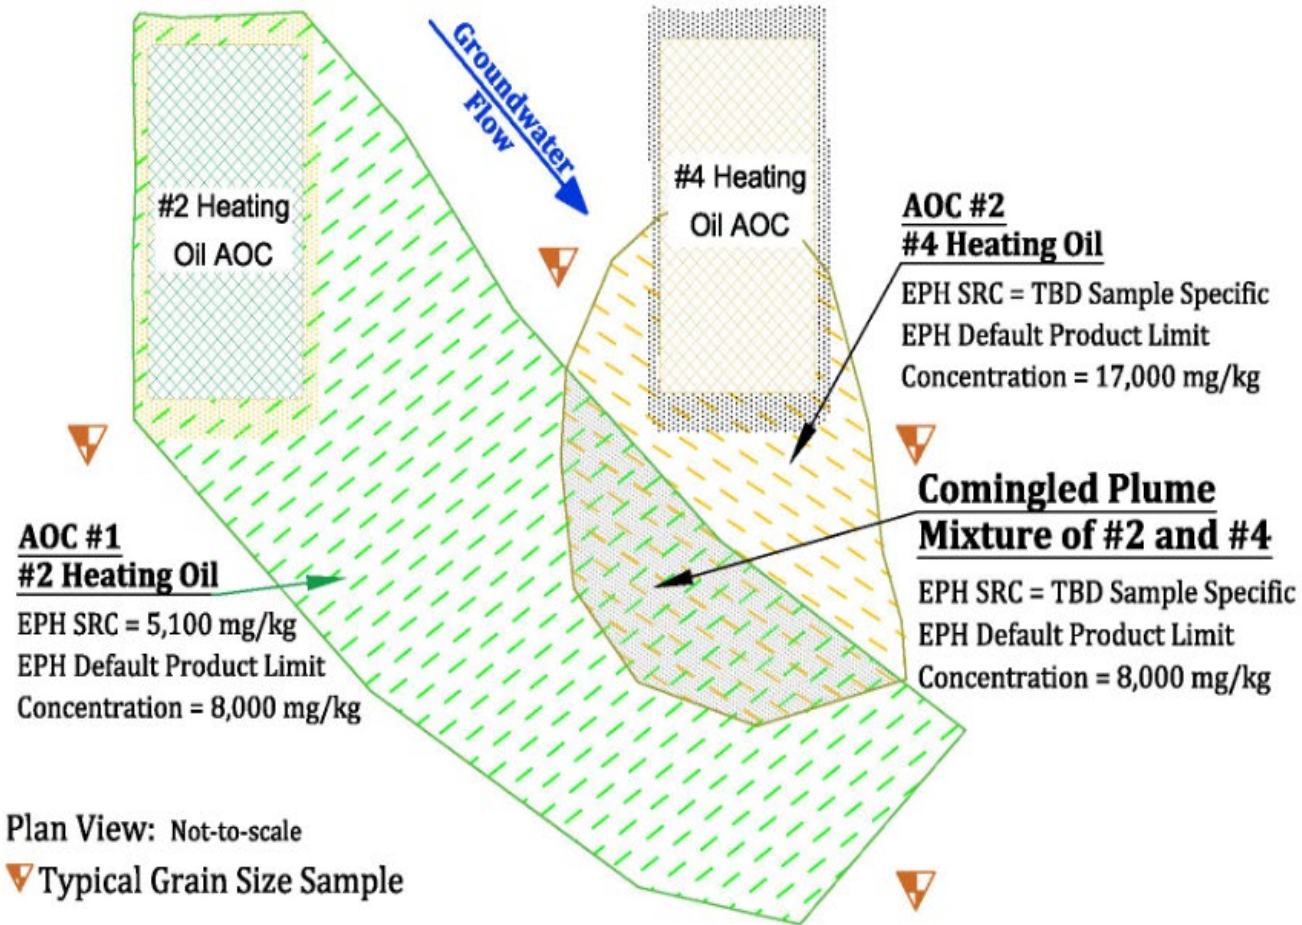 Groundwater
Flow
#2 Heating
Oil AOC
#4 Heating
Oil AOC
AOC #2
#4 Heating Oil
EPH SRC = TBD Sample Specific
EPH Default Product Limit
Concentration = 17,000 mg/kg
Comingled Plume
Mixture of #2 and #4
EPH SRC = TBD Sample Specific
EPH Default Product Limit
Concentration = 8,000 mg/kg
AOC #1
#2 Heating Oil
EPH SRC = 5,100 mg/kg
EPH Default Product Limit
Concentration = 8,000 mg/kg
Plan View: Not-to-scale
Typical Grain Size Sample